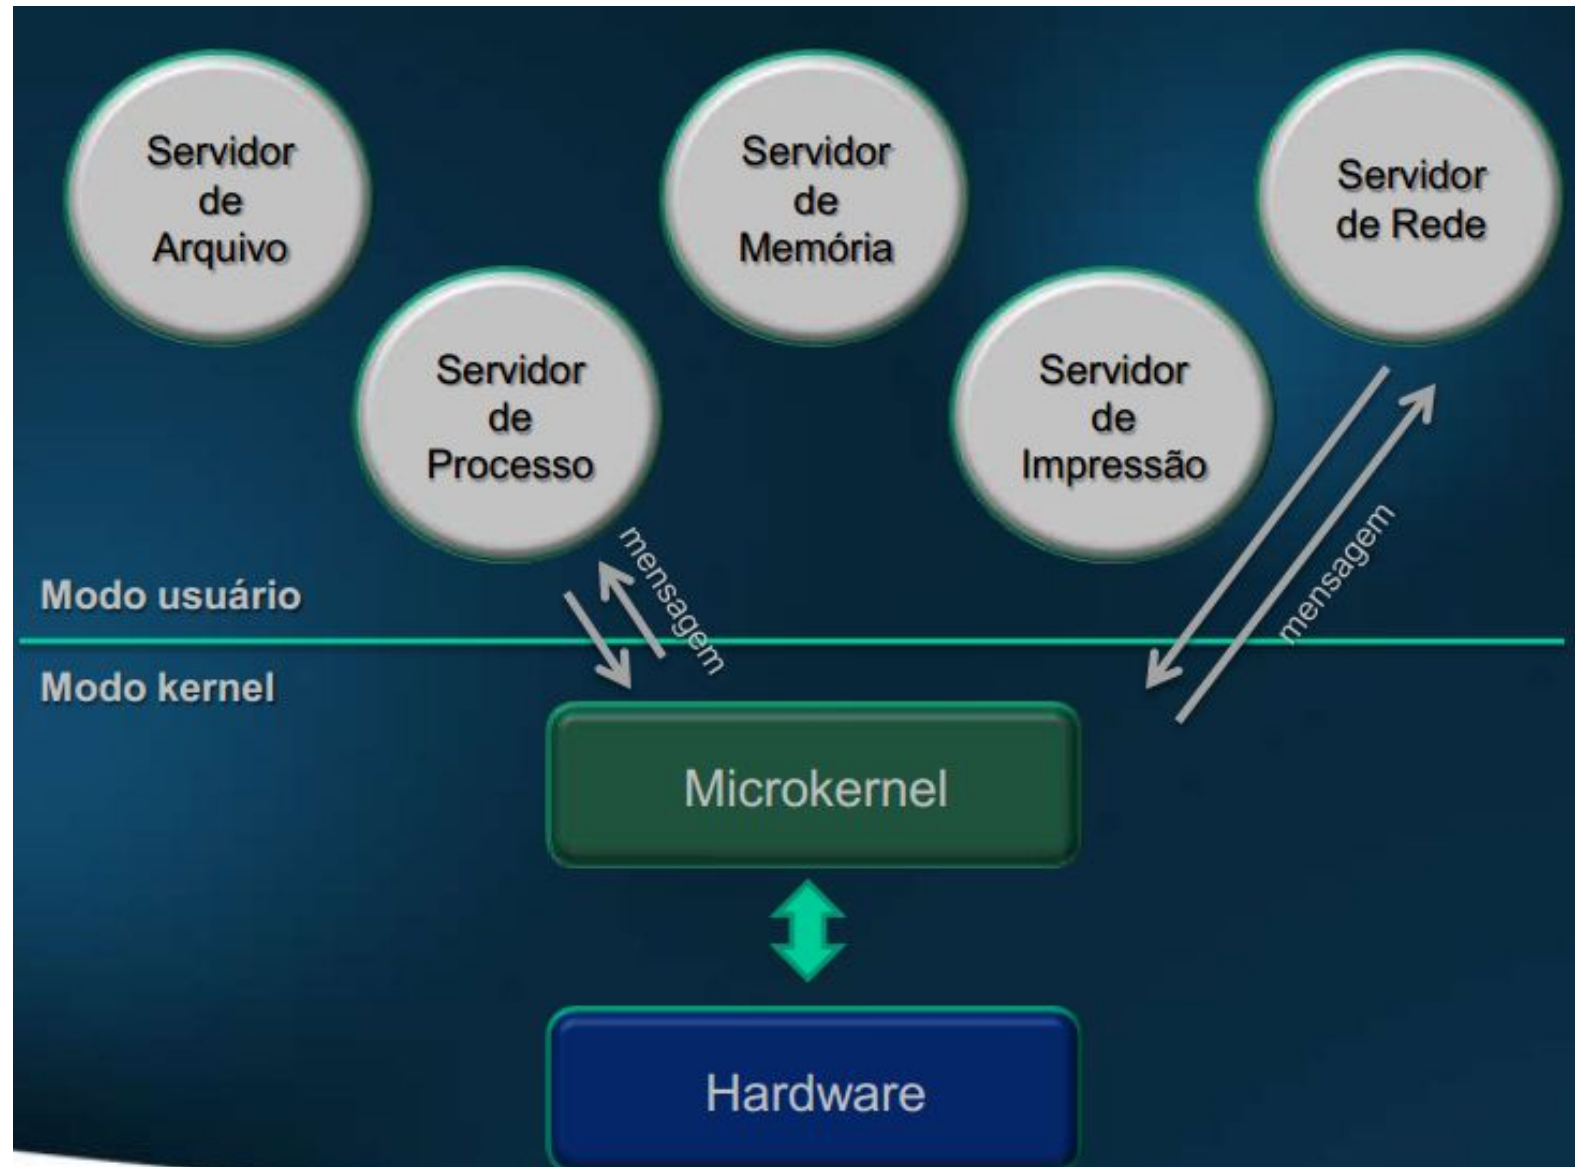 Servidor
de
Arquivo
Servidor
de
Memória
Servidor
de Rede
Servidor
de
Processo
Servidor
de
Impressão
mensagem
mensagem
Modo usuário
Modo kernel
Microkernel
Hardware